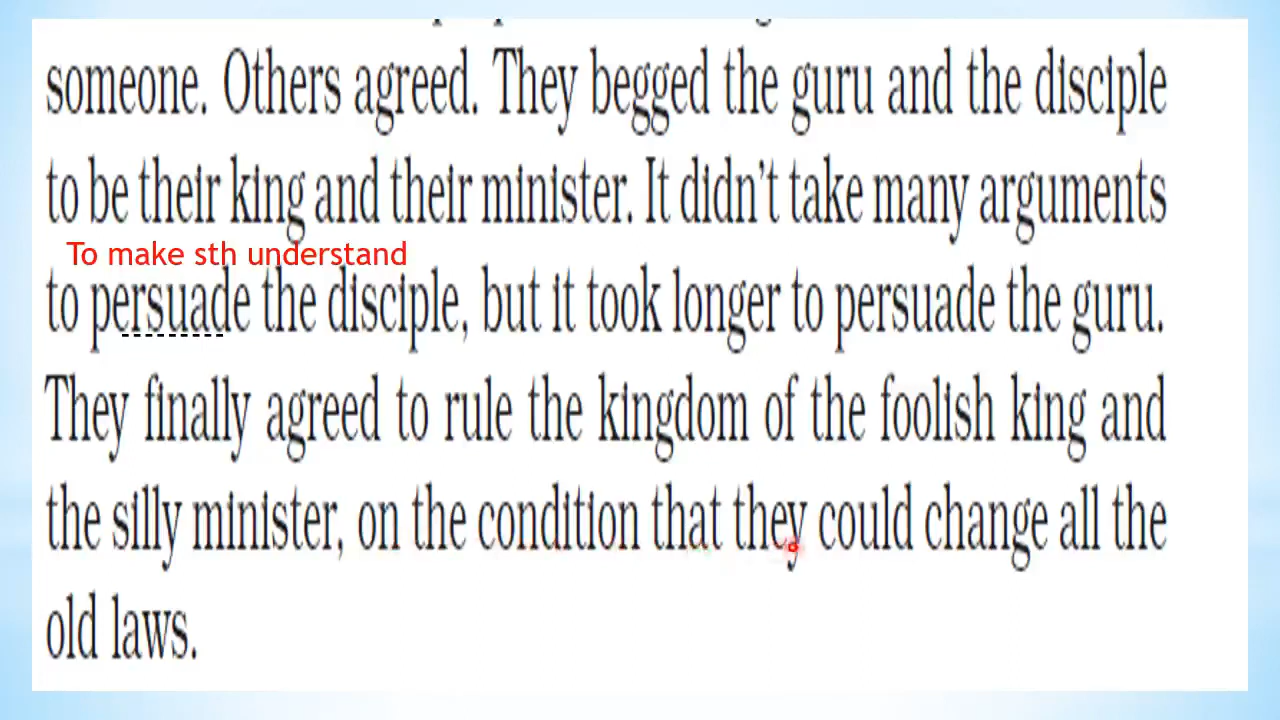 someone. Others agreed. They begged the guru and the disciple
to be their king and their minister. It didn't take many arguments
To make sth understand
to persuade the disciple, but it took longer to persuade the guru.
They finally agreed to rule the kingdom of the foolish king and
the silly minister, on the condition that they could change all the
old laws.